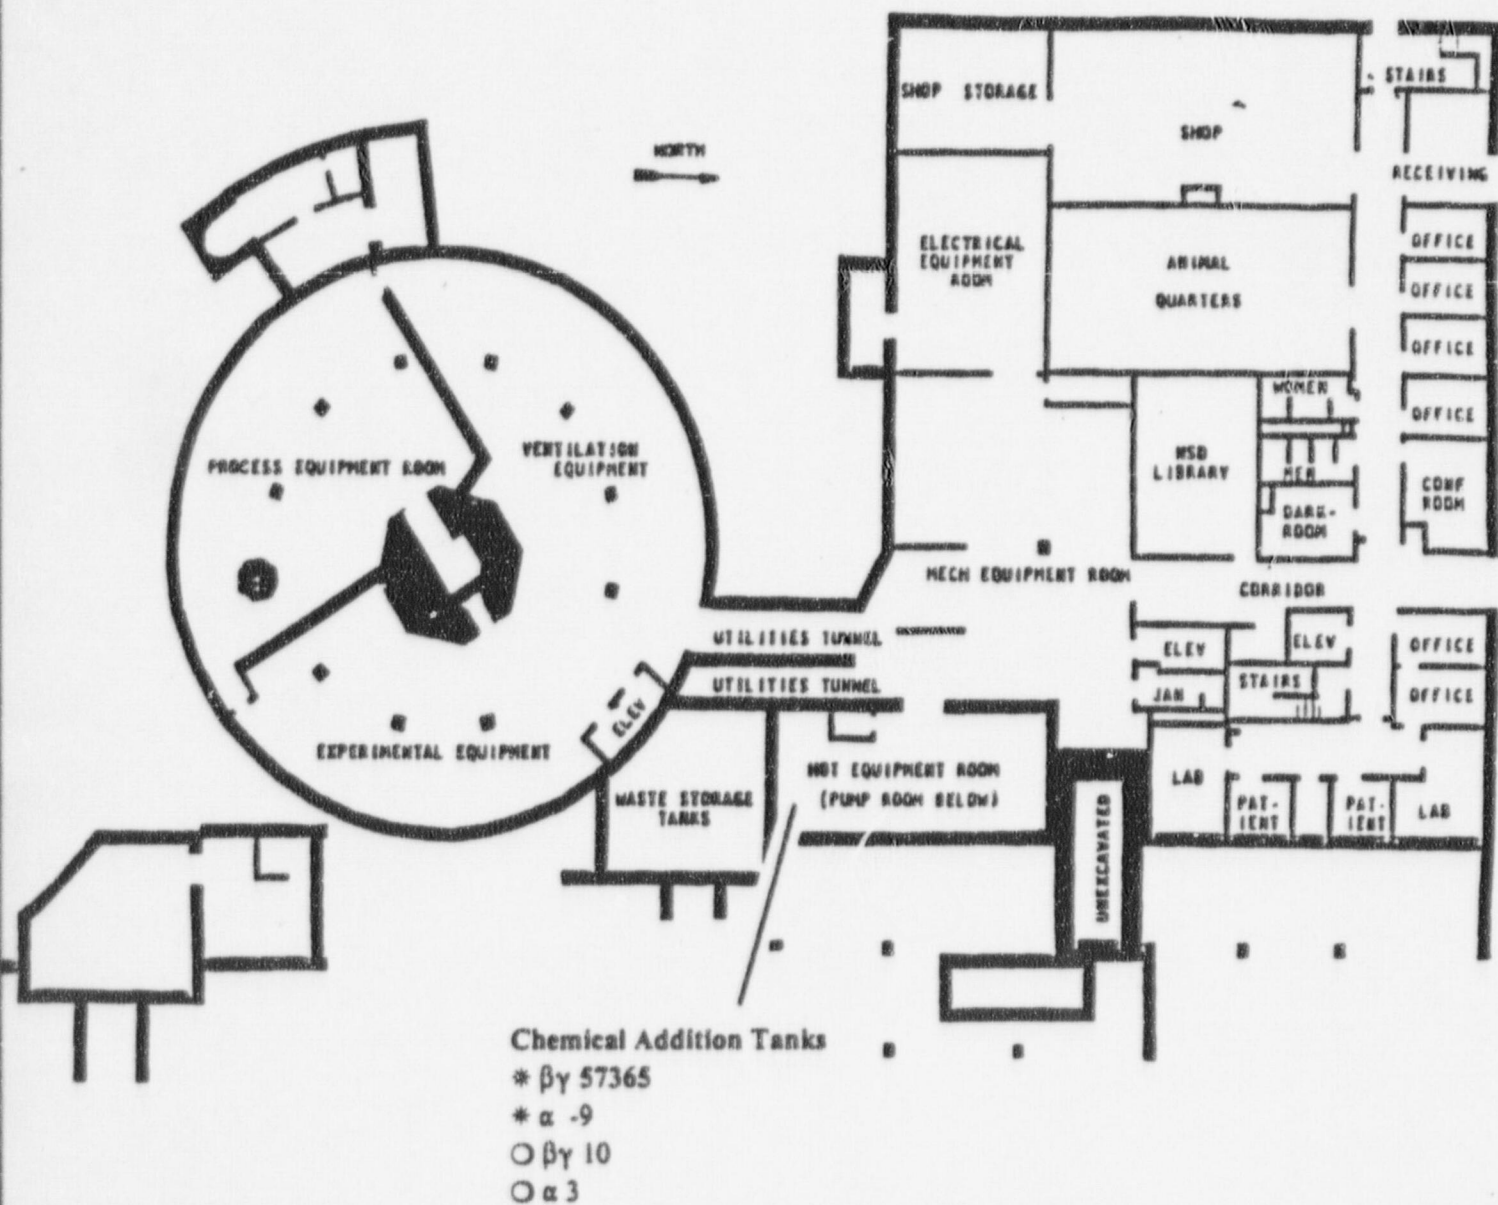 SHOP STORAGE
SHOP
STAIRS
RECEIVING
NORTH
ELECTRICAL
EQUIPMENT
ROOM
ANIMAL
QUARTERS
OFFICE
OFFICE
OFFICE
OFFICE
WOMEN
MEN
MSD
LIBRARY
DARK-
ROOM
CONF
ROOM
PROCESS EQUIPMENT ROOM
VENTILATION
EQUIPMENT
MECH EQUIPMENT ROOM
CORRIDOR
UTILITIES TUNNEL
UTILITIES TUNNEL
ELEV
ELEV
OFFICE
JAN
STAIRS
OFFICE
ELEV
EXPERIMENTAL EQUIPMENT
WASTE STORAGE
TANKS
HOT EQUIPMENT ROOM
(PUMP ROOM BELOW)
LAB
PAT-
IENT
PAT-
IENT
LAB
UNEXCAVATED
Chemical Addition Tanks
* βγ 57365
* α -9
○ βγ 10
○ α 3